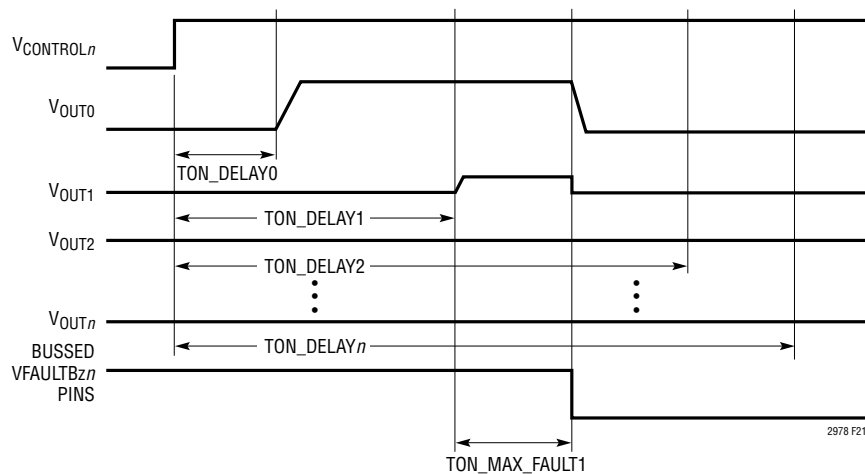 VCONTROLn
VOUT0
TON_DELAY0
VOUT1
TON_DELAY1
VOUT2
TON_DELAY2
VOUTn
BUSSED
VFAULTBzn
PINS
TON_DELAYn
2978 F21
TON_MAX_FAULT1